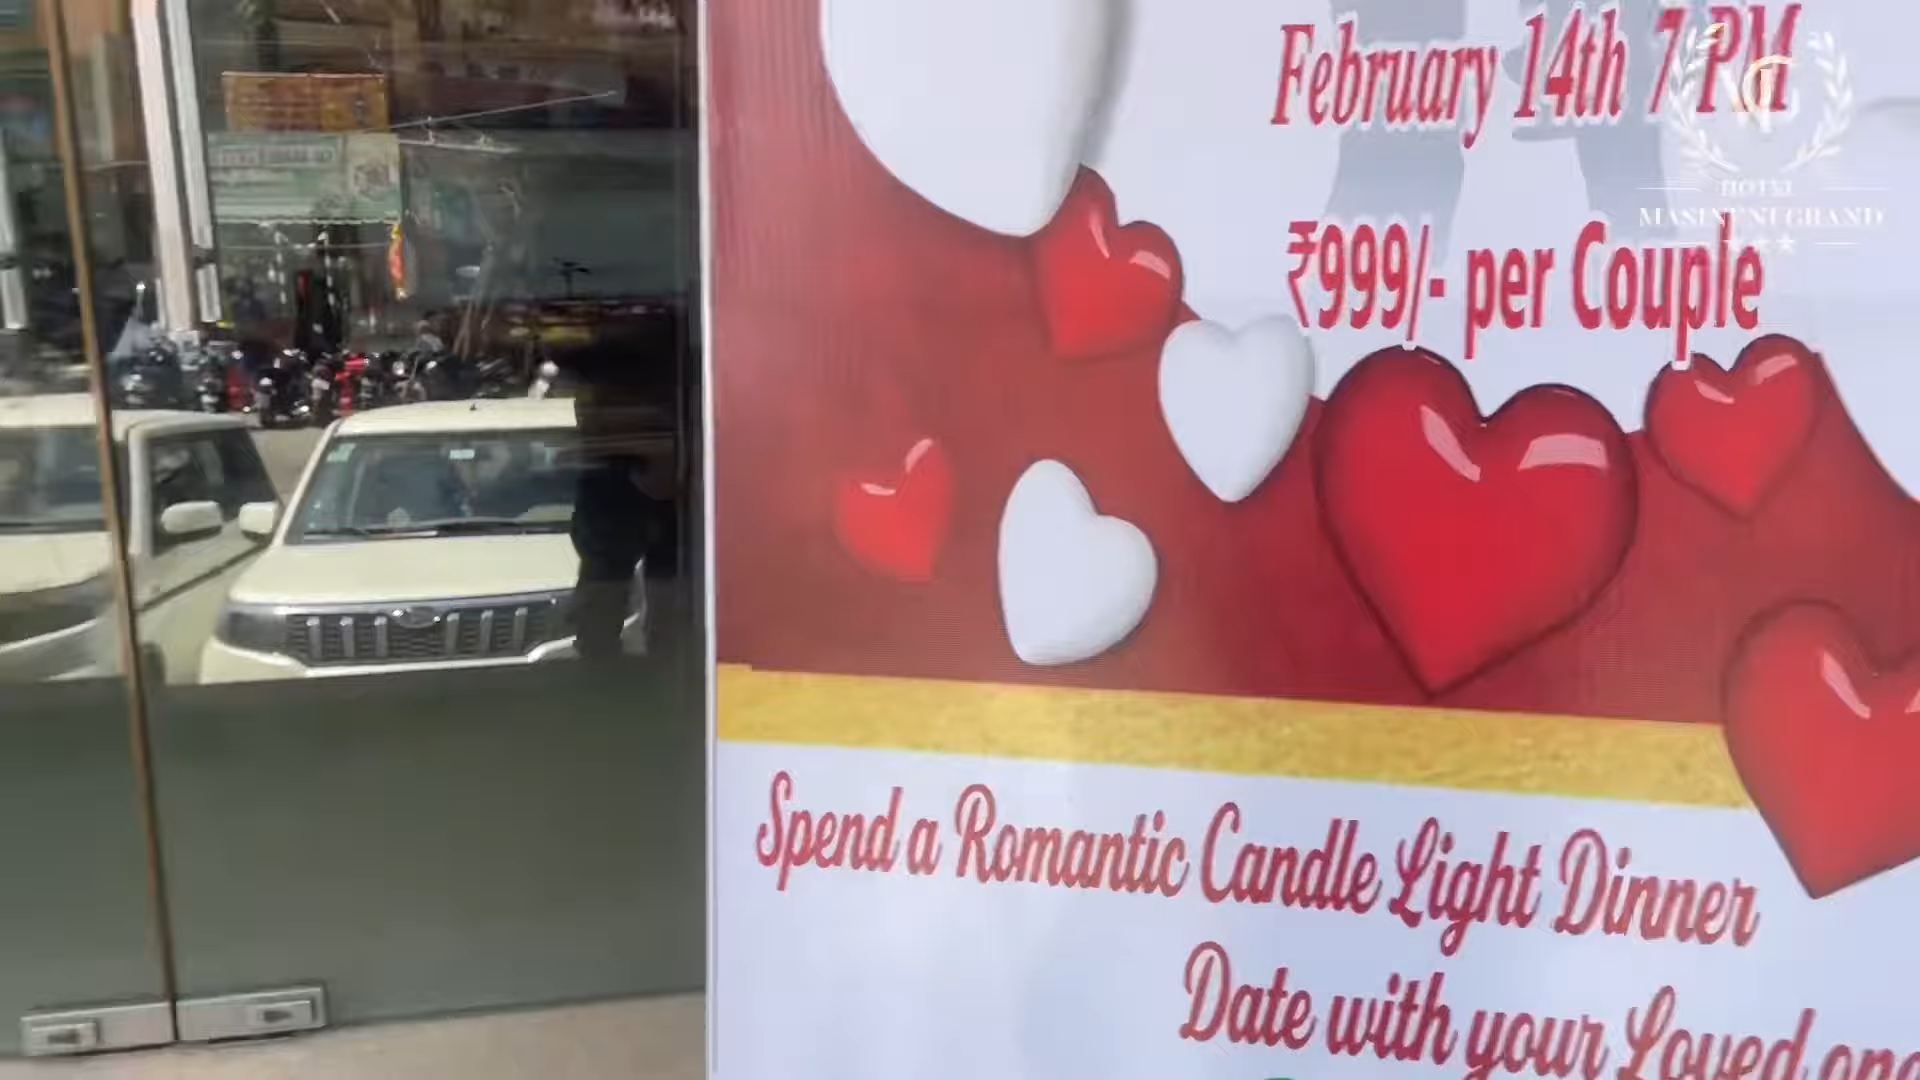 February 14th 7 PM
HOTEL
MASINENI GRAND
₹999/- per Couple
Spend a Romantic Candle Light Dinner
Date with your Loved one